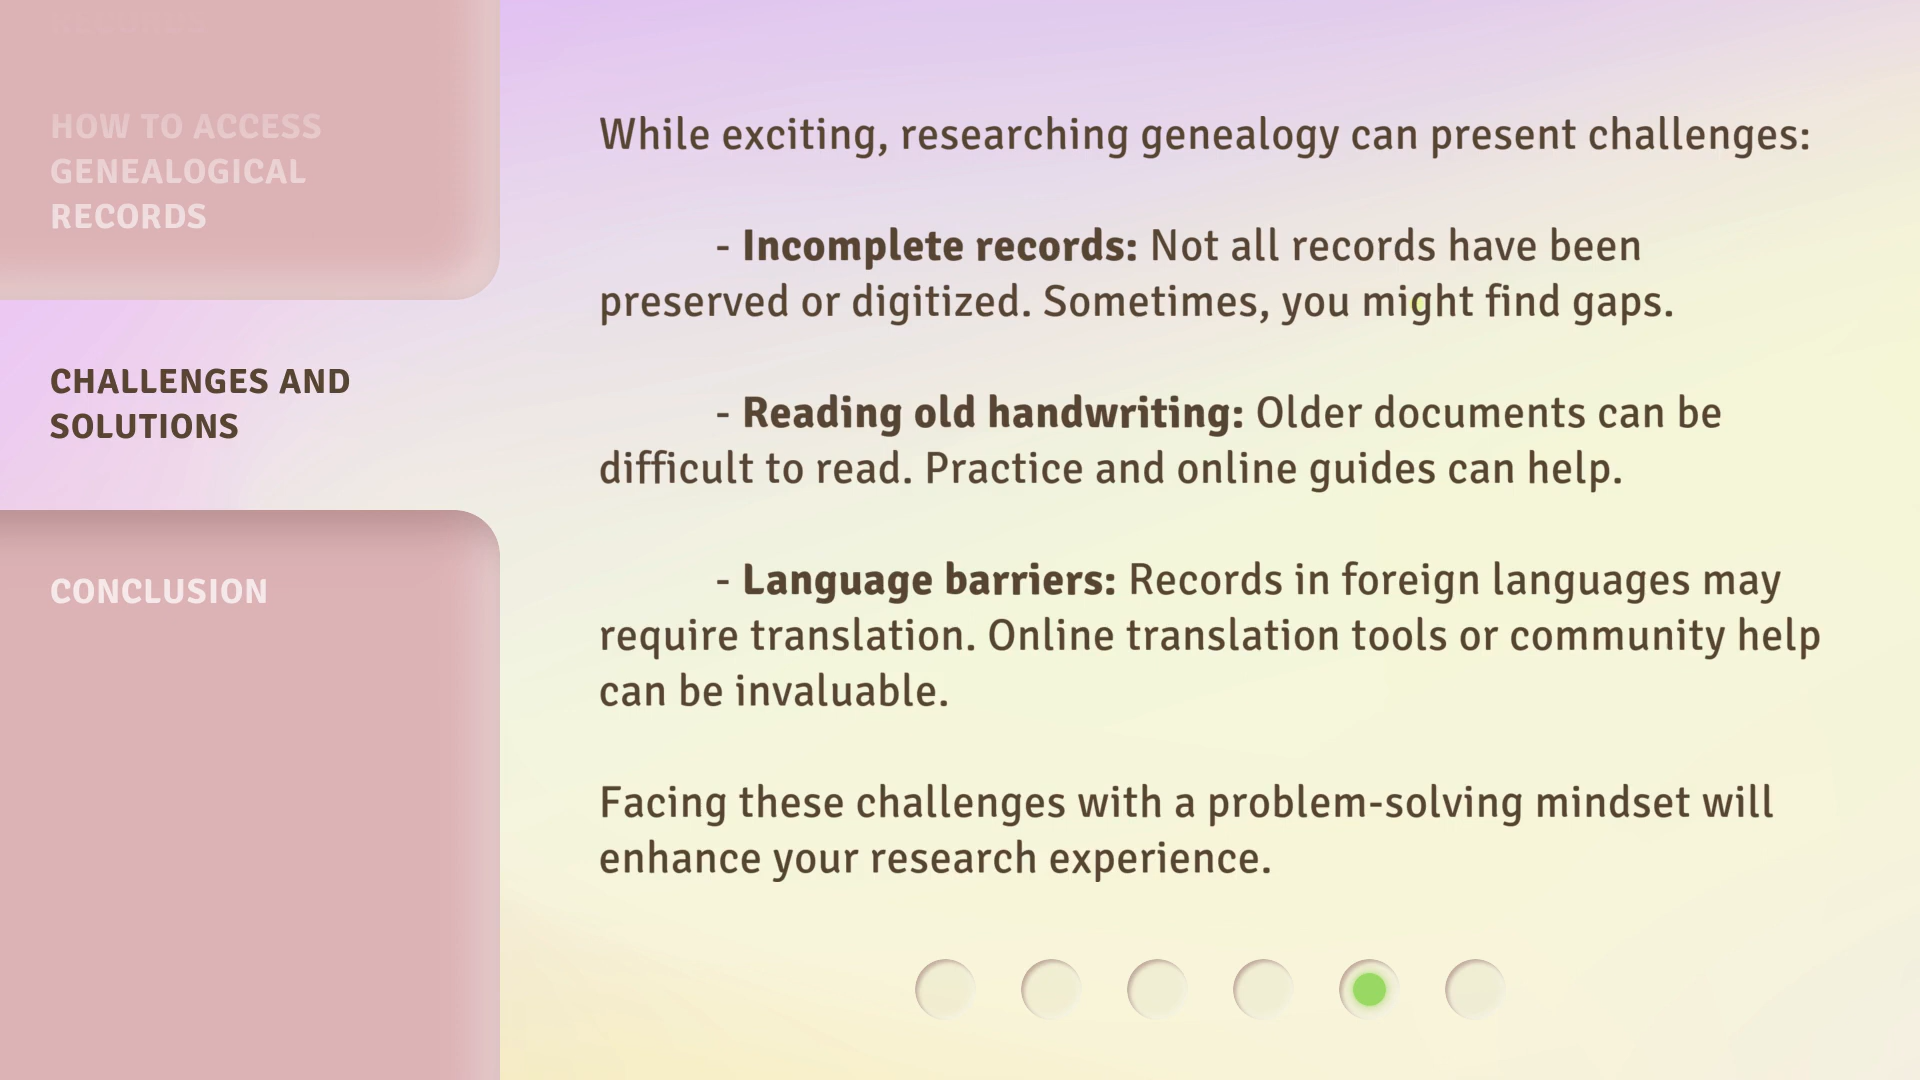 HOW TO ACCESS
GENEALOGICAL
RECORDS
CHALLENGES AND
SOLUTIONS
CONCLUSION
While exciting, researching genealogy can present challenges:
- Incomplete records: Not all records have been
preserved or digitized. Sometimes, you might find gaps.
- Reading old handwriting: Older documents can be
difficult to read. Practice and online guides can help.
- Language barriers: Records in foreign languages may
require translation. Online translation tools or community help
can be invaluable.
Facing these challenges with a problem-solving mindset will
enhance your research experience.